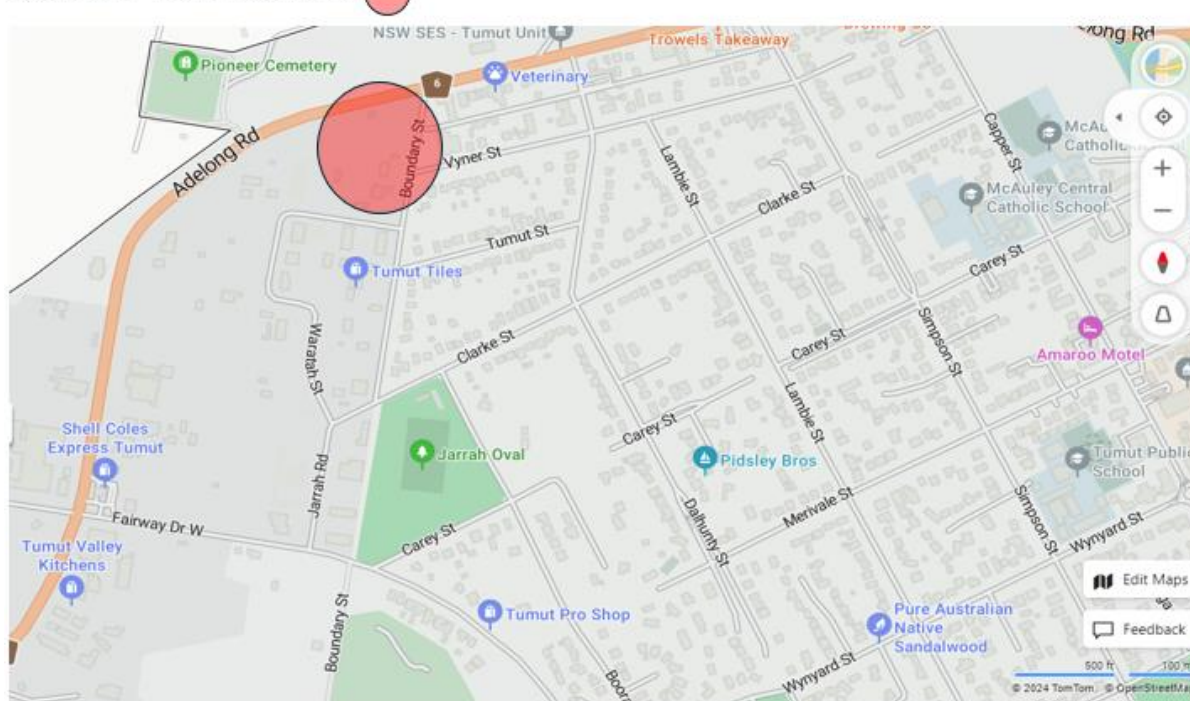 NSW SES - Tumut Unit
Trowels Takeaway
Pioneer Cemetery
6
Veterinary
Adelong Rd
Boundary St
Vyner St
Lambie St
Capper St
McAuley Central
Catholic School
Clarke St
Tumut St
Carey St
Tumut Tiles
Waratah St
Clarke St
Carey St
Simpson St
Amaroo Motel
Lambie St
Shell Coles
Express Tumut
Jarrah Oval
Carey St
Pidsley Bros
Tumut Public
School
Jarrah Rd
Fairway Dr W
Carey St
Dalhunty St
Merivale St
Simpson St
Wynyard St
Tumut Valley
Kitchens
Boundary St
Tumut Pro Shop
Pure Australian
Native
Sandalwood
Wynyard St
Edit Maps
Feedback
500 ft
© 2024 TomTom, © OpenStreetMa